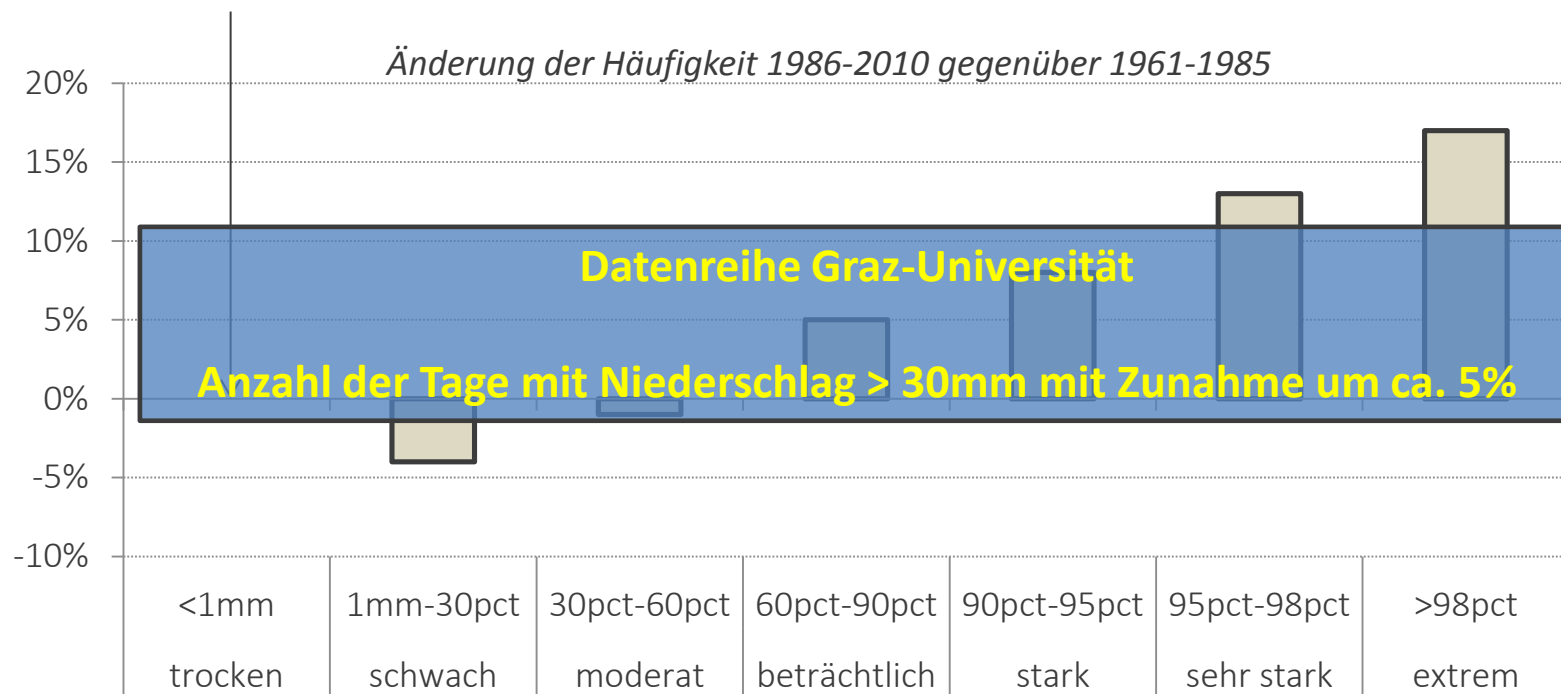 Änderung der Häufigkeit 1986-2010 gegenüber 1961-1985
20%
15%
10%
5%
0%
-5%
-10%
Datenreihe Graz-Universität
Anzahl der Tage mit Niederschlag > 30mm mit Zunahme um ca. 5%
<1mm 1mm-30pct 30pct-60pct 60pct-90pct 90pct-95pct 95pct-98pct >98pct
trocken schwach moderat beträchtlich stark sehr stark extrem